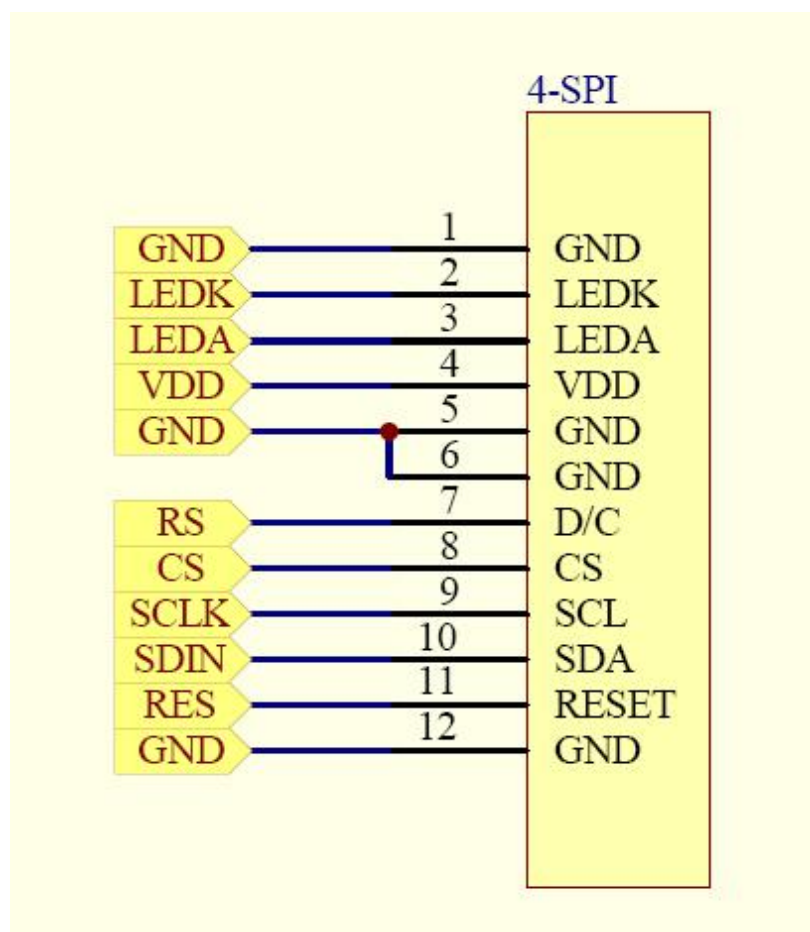 4-SPI
GND 1 GND
LEDK 2 LEDK
LEDA 3 LEDA
VDD 4 VDD
GND 5 GND
6 GND
RS 7 D/C
CS 8 CS
SCLK 9 SCL
SDIN 10 SDA
RES 11 RESET
GND 12 GND